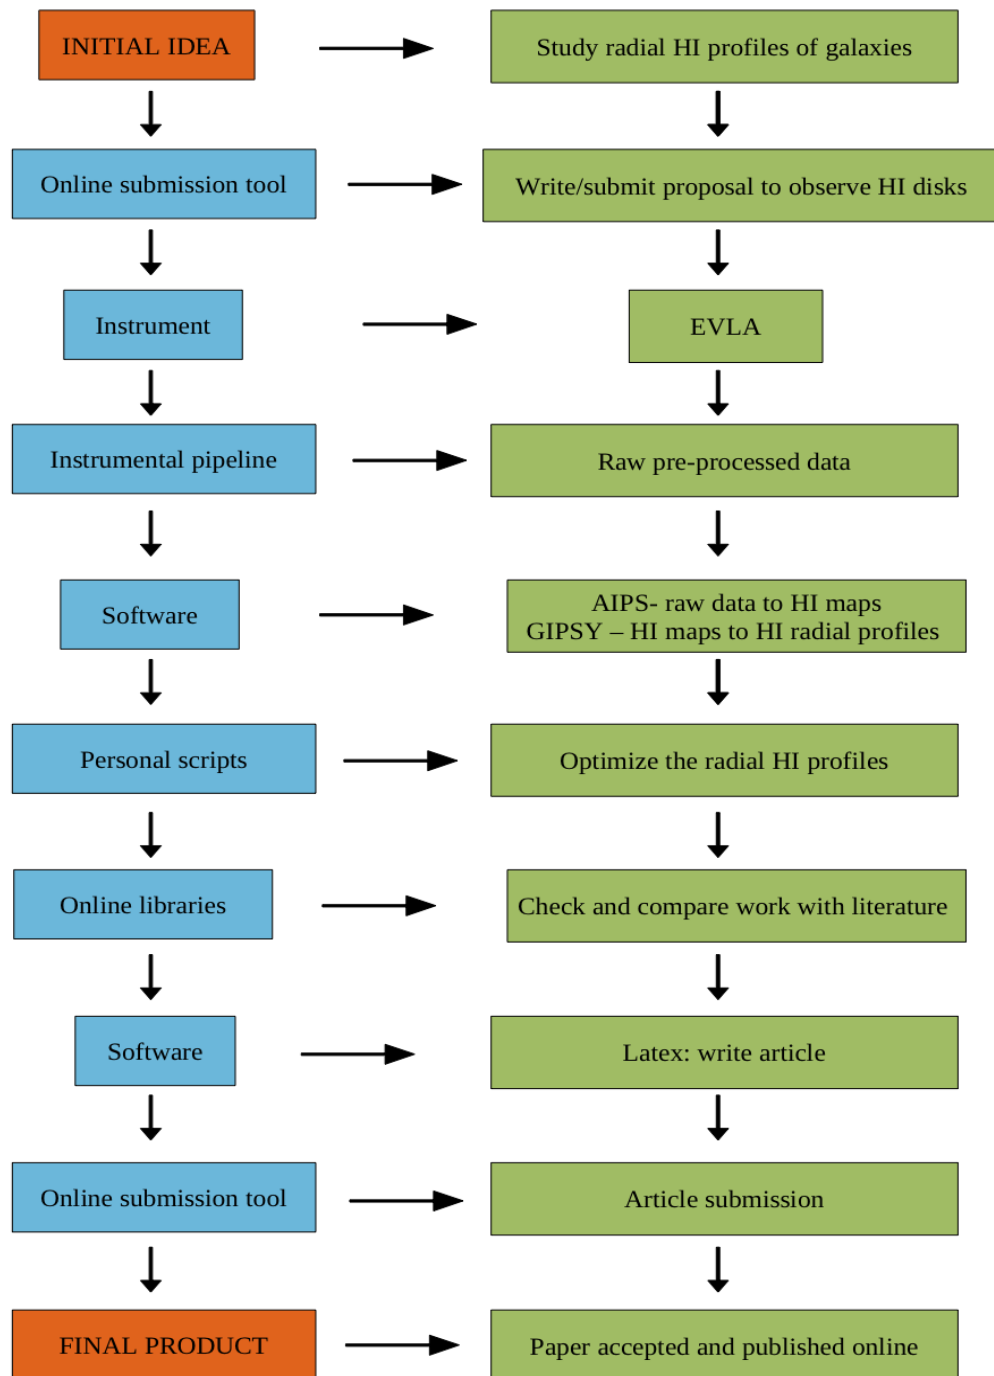 INITIAL IDEA
Study radial HI profiles of galaxies
Online submission tool
Write/submit proposal to observe HI disks
Instrument
EVLA
Instrumental pipeline
Raw pre-processed data
Software
AIPS- raw data to HI maps
GIPSY – HI maps to HI radial profiles
Personal scripts
Optimize the radial HI profiles
Online libraries
Check and compare work with literature
Software
Latex: write article
Online submission tool
Article submission
FINAL PRODUCT
Paper accepted and published online